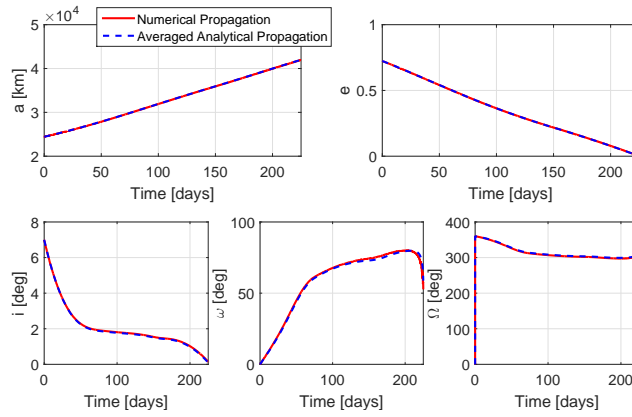 ×10⁴
Numerical Propagation
Averaged Analytical Propagation
5
4
3
2
a [km]
0 50 100 150 200
Time [days]
1
0.5
0
e
0 50 100 150 200
Time [days]
8
6
4
2
0
i [deg]
0 100 200
Time [days]
100
50
0
ω [deg]
0 100 200
Time [days]
400
300
200
100
0
Ω [deg]
0 100 200
Time [days]